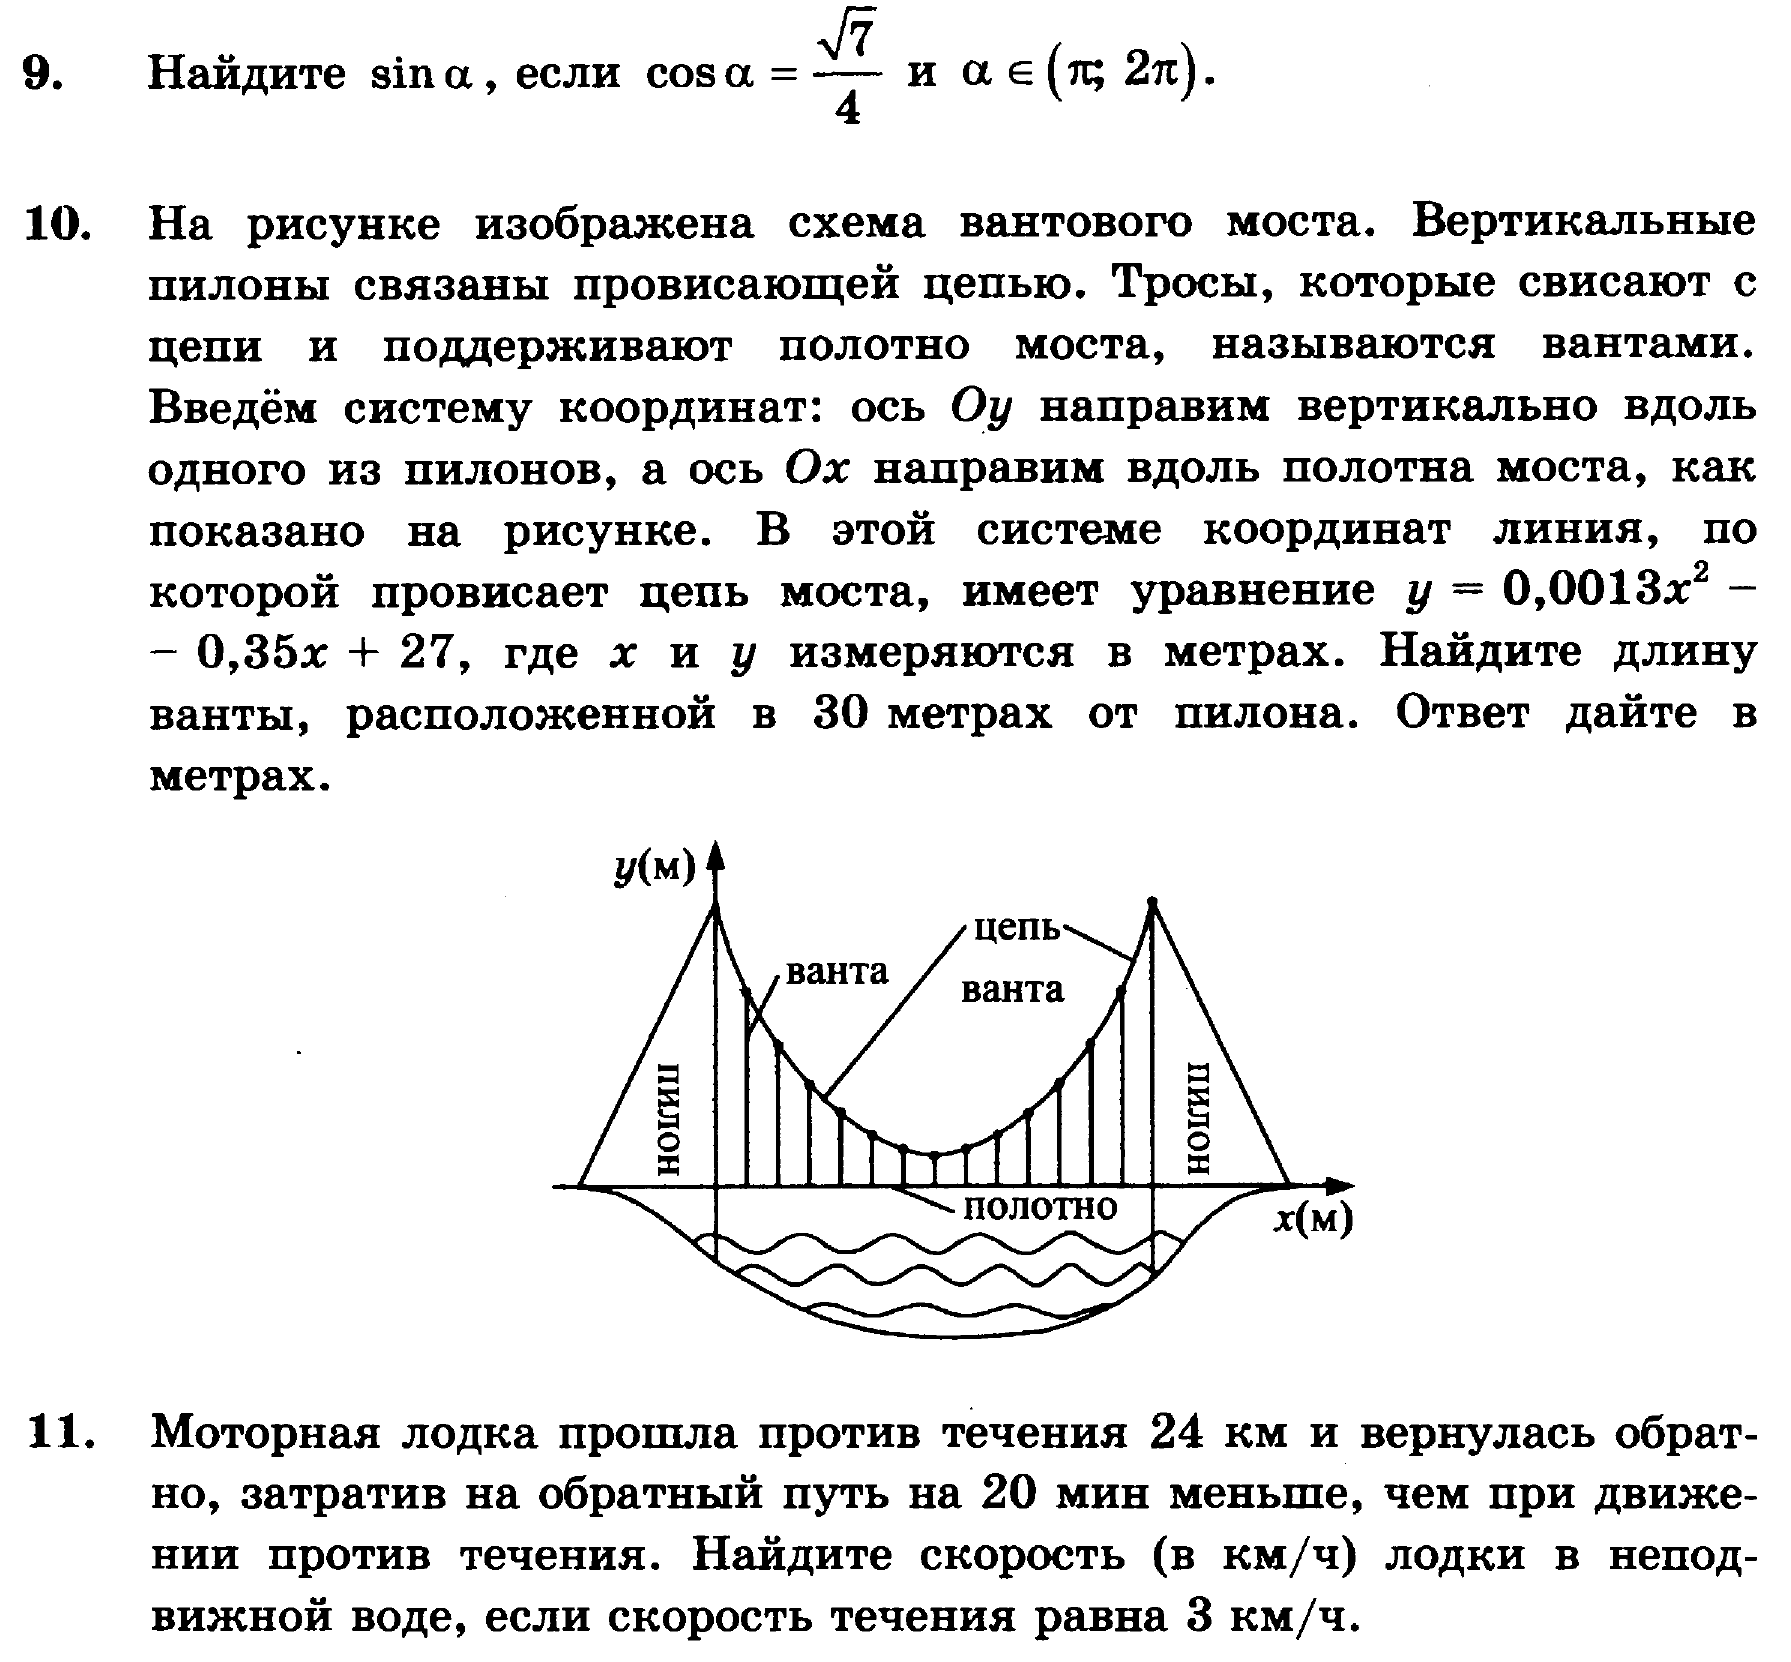 9. Найдите sin α, если cos α = √7/4 и α ∈ (π; 2π).
10. На рисунке изображена схема вантового моста. Вертикальные
пилоны связаны провисающей цепью. Тросы, которые свисают с
цепи и поддерживают полотно моста, называются вантами.
Введём систему координат: ось Oy направим вертикально вдоль
одного из пилонов, а ось Ox направим вдоль полотна моста, как
показано на рисунке. В этой системе координат линия, по
которой провисает цепь моста, имеет уравнение y = 0,0013x² –
– 0,35x + 27, где x и y измеряются в метрах. Найдите длину
ванты, расположенной в 30 метрах от пилона. Ответ дайте в
метрах.
y(м)
цепь
ванта
ванта
пилон
пилон
полотно
x(м)
11. Моторная лодка прошла против течения 24 км и вернулась обрат-
но, затратив на обратный путь на 20 мин меньше, чем при движе-
нии против течения. Найдите скорость (в км/ч) лодки в непод-
вижной воде, если скорость течения равна 3 км/ч.